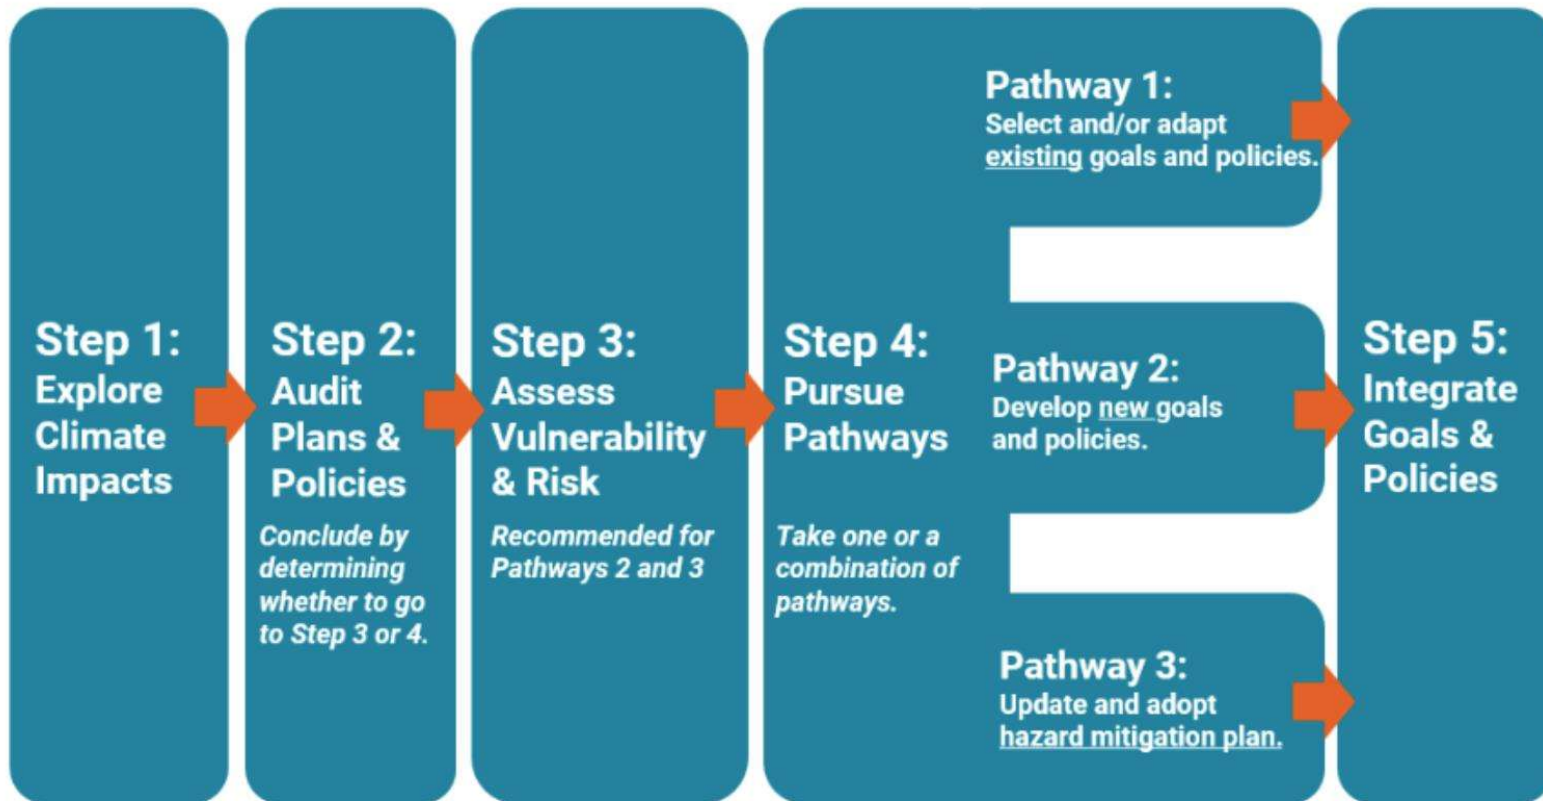 Step 1:
Explore
Climate
Impacts
Step 2:
Audit
Plans &
Policies
Conclude by
determining
whether to go
to Step 3 or 4.
Step 3:
Assess
Vulnerability
& Risk
Recommended for
Pathways 2 and 3
Step 4:
Pursue
Pathways
Take one or a
combination of
pathways.
Pathway 1:
Select and/or adapt
existing goals and policies.
Pathway 2:
Develop new goals
and policies.
Pathway 3:
Update and adopt
hazard mitigation plan.
Step 5:
Integrate
Goals &
Policies